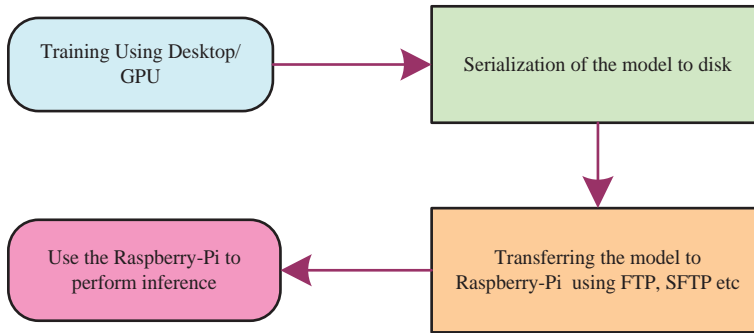 Training Using Desktop/
GPU
Serialization of the model to disk
Transferring the model to
Raspberry-Pi using FTP, SFTP etc
Use the Raspberry-Pi to
perform inference